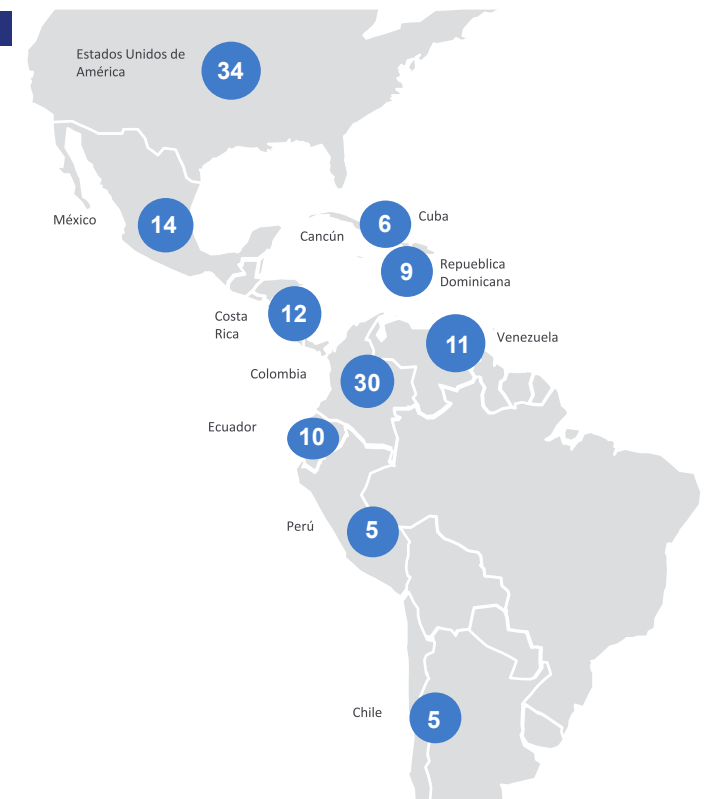 Estados Unidos de
América
34
México
14
Cancún
6
Cuba
9
Repueblica
Dominicana
Costa
Rica
12
11
Venezuela
Colombia
30
Ecuador
10
Perú
5
Chile
5